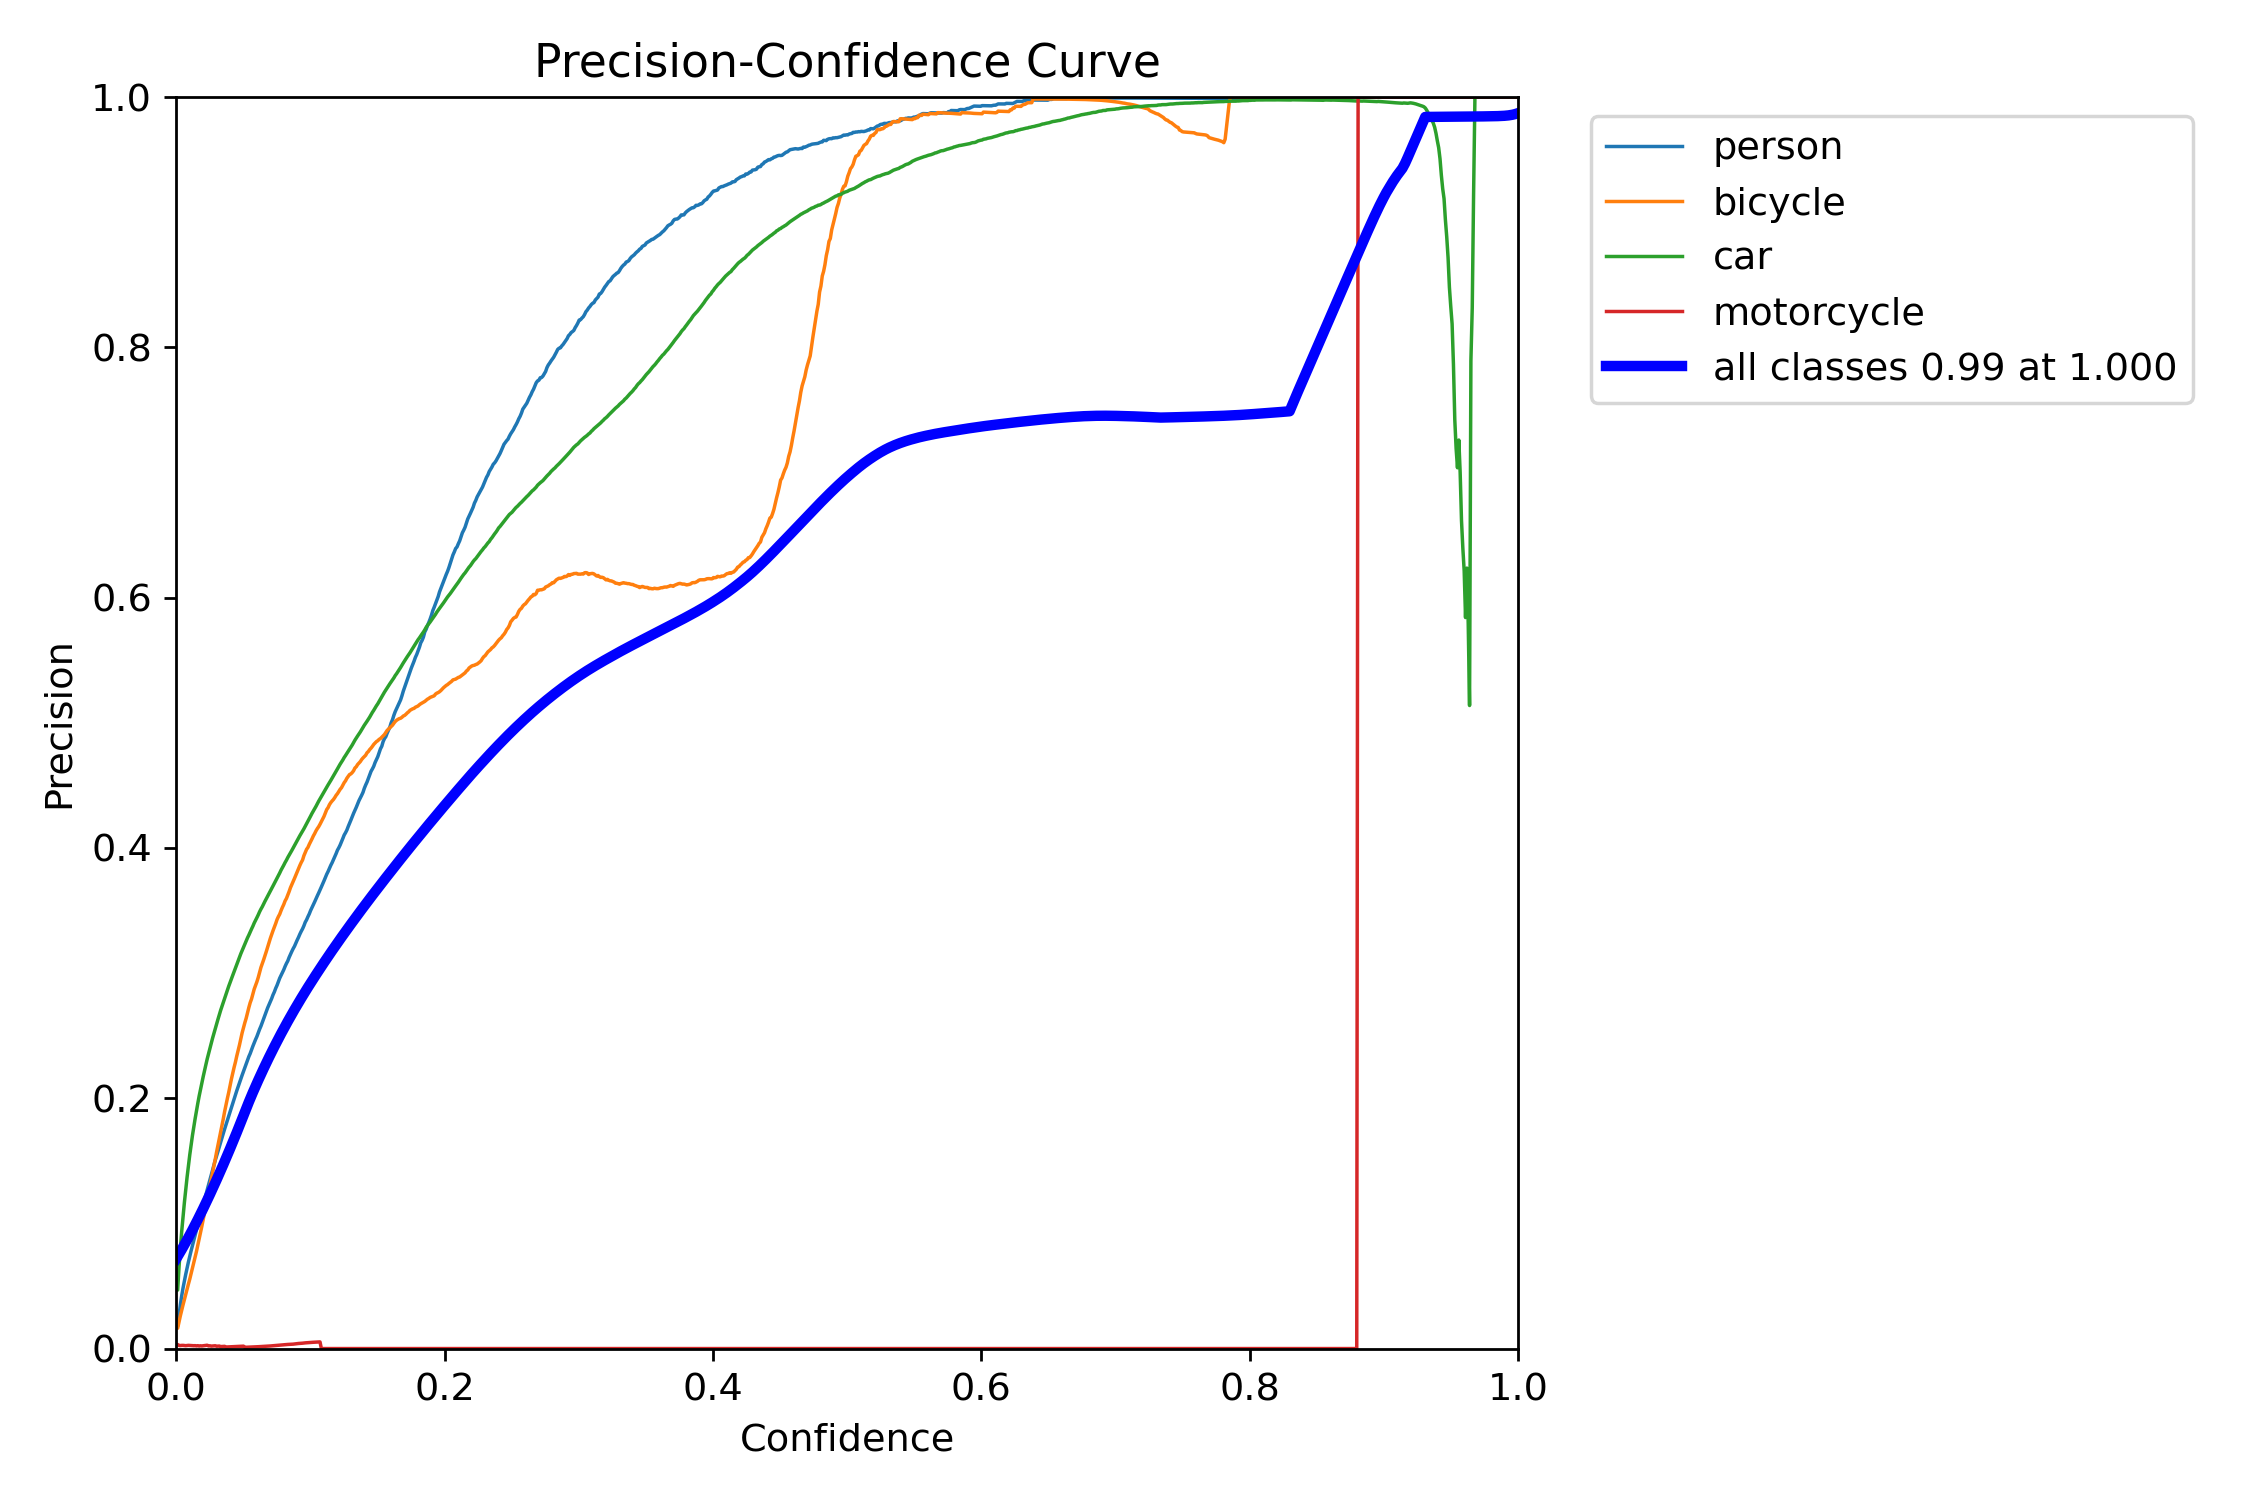 Precision-Confidence Curve
1.0
0.8
0.6
0.4
0.2
0.0
Precision
0.0 0.2 0.4 0.6 0.8 1.0
Confidence
person
bicycle
car
motorcycle
all classes 0.99 at 1.000